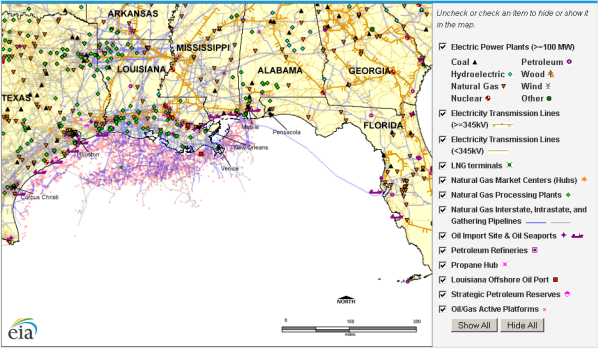 Uncheck or check an item to hide or show it
in the map.
Electric Power Plants (>=100 MW)
Coal Petroleum
Hydroelectric Wood
Natural Gas Wind
Nuclear Other
Electricity Transmission Lines
(>=345kV)
Electricity Transmission Lines
(<345kV)
LNG terminals
Natural Gas Market Centers (Hubs)
Natural Gas Processing Plants
Natural Gas Interstate, Intrastate, and
Gathering Pipelines
Oil Import Site & Oil Seaports
Petroleum Refineries
Propane Hub
Louisiana Offshore Oil Port
Strategic Petroleum Reserves
Oil/Gas Active Platforms
Show All Hide All
ARKANSAS
MISSISSIPPI
LOUISIANA
ALABAMA
GEORGIA
TEXAS
FLORIDA
Mobile
Pensacola
New Orleans
Houston
Venice
Corpus Christi
NORTH
0 150 300
miles
eia